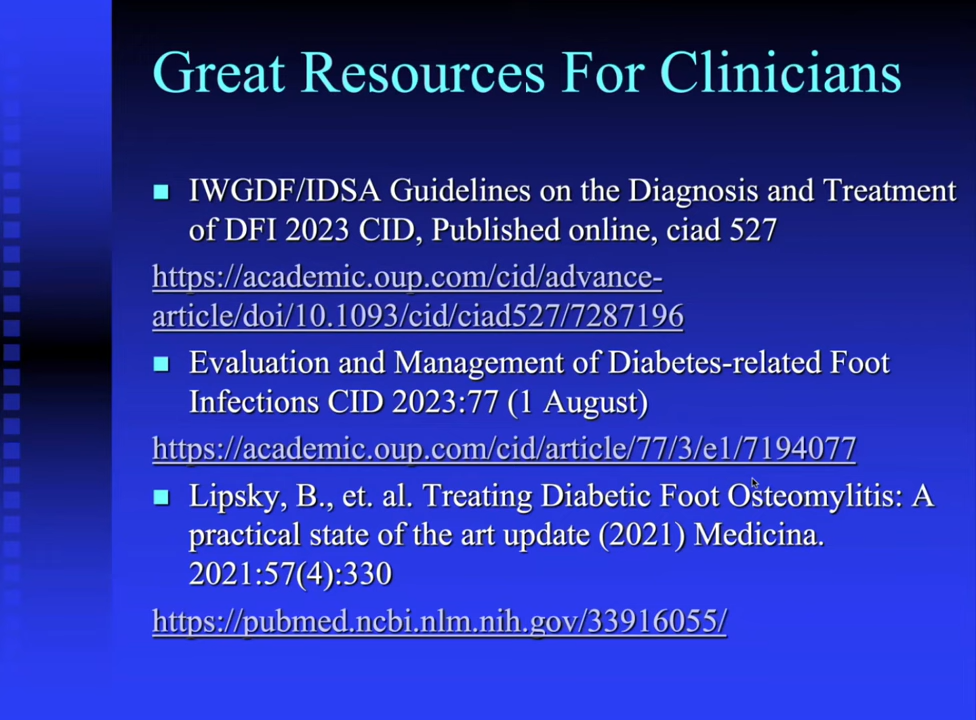 Great Resources For Clinicians
IWGDF/IDSA Guidelines on the Diagnosis and Treatment
of DFI 2023 CID, Published online, ciad 527
https://academic.oup.com/cid/advance-
article/doi/10.1093/cid/ciad527/7287196
Evaluation and Management of Diabetes-related Foot
Infections CID 2023:77 (1 August)
https://academic.oup.com/cid/article/77/3/e1/7194077
Lipsky, B., et. al. Treating Diabetic Foot Osteomylitis: A
practical state of the art update (2021) Medicina.
2021:57(4):330
https://pubmed.ncbi.nlm.nih.gov/33916055/